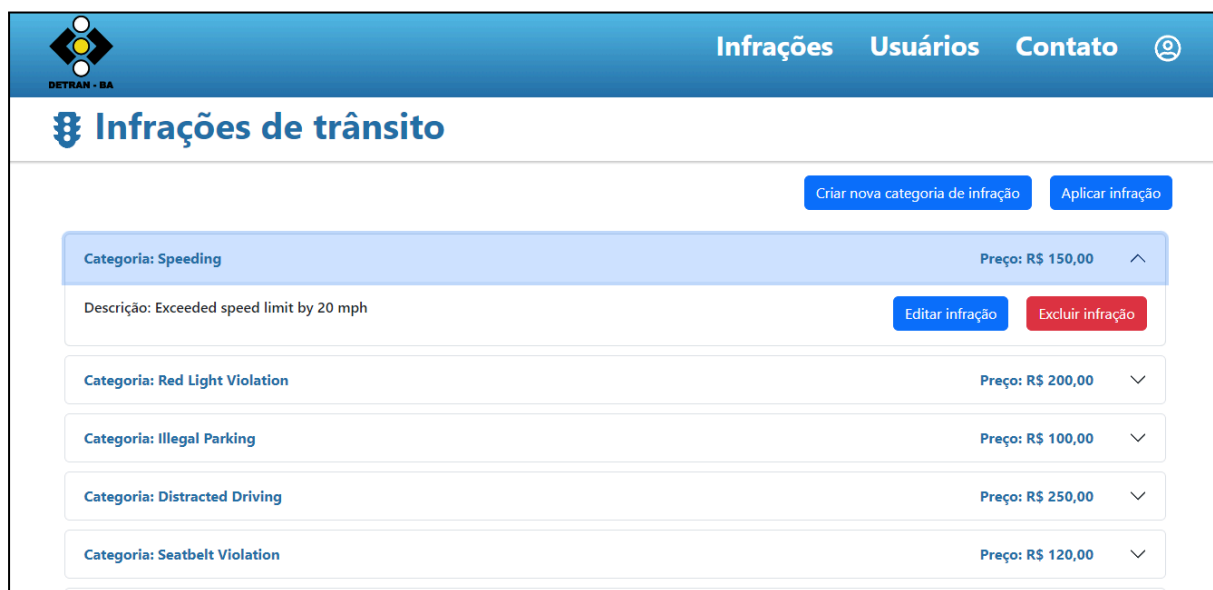 Infrações Usuários Contato
DETRAN - BA
Infrações de trânsito
Criar nova categoria de infração Aplicar infração
Categoria: Speeding Preço: R$ 150,00
Descrição: Exceeded speed limit by 20 mph Editar infração Excluir infração
Categoria: Red Light Violation Preço: R$ 200,00
Categoria: Illegal Parking Preço: R$ 100,00
Categoria: Distracted Driving Preço: R$ 250,00
Categoria: Seatbelt Violation Preço: R$ 120,00